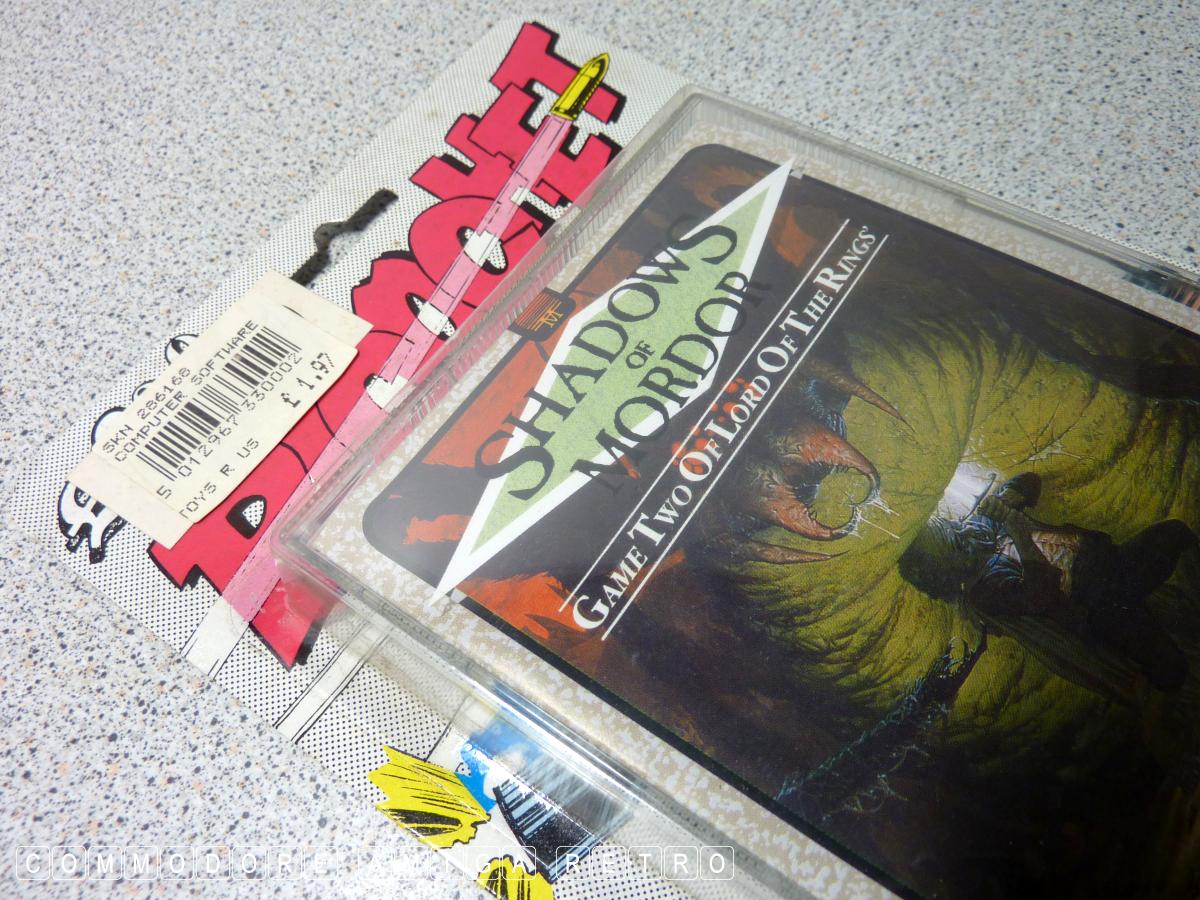 SKN 286168
COMPUTER SOFTWARE
5 012967 330002
£ 1.97
TOYS R US
SHADOWS
OF
MORDOR
GAME TWO OF LORD OF THE RINGS'
COMMODORE AMIGA RETRO